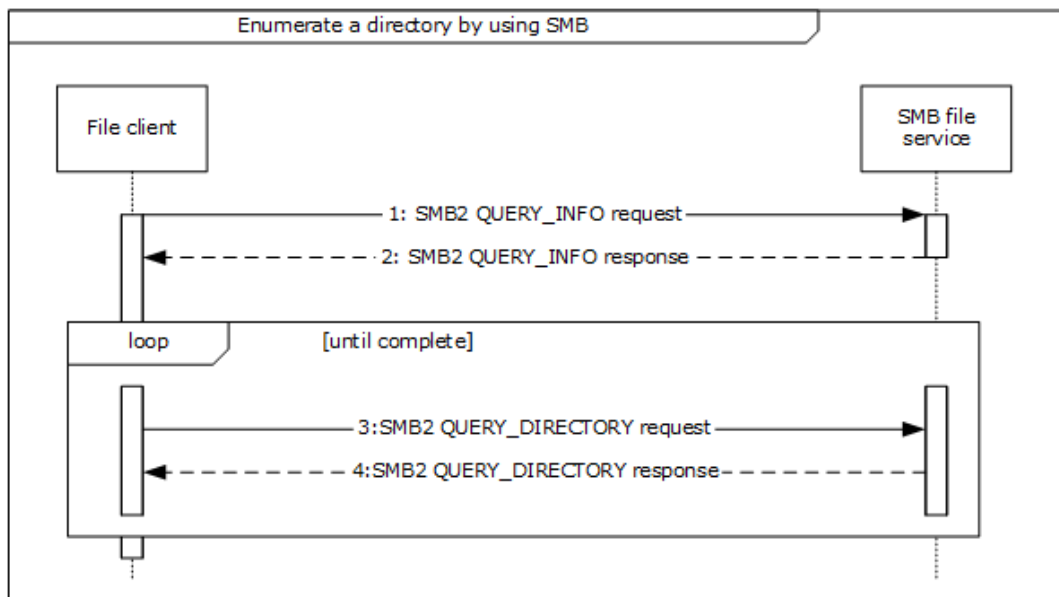 Enumerate a directory by using SMB
File client
SMB file
service
1: SMB2 QUERY_INFO request
2: SMB2 QUERY_INFO response
loop
[until complete]
3:SMB2 QUERY_DIRECTORY request
4:SMB2 QUERY_DIRECTORY response